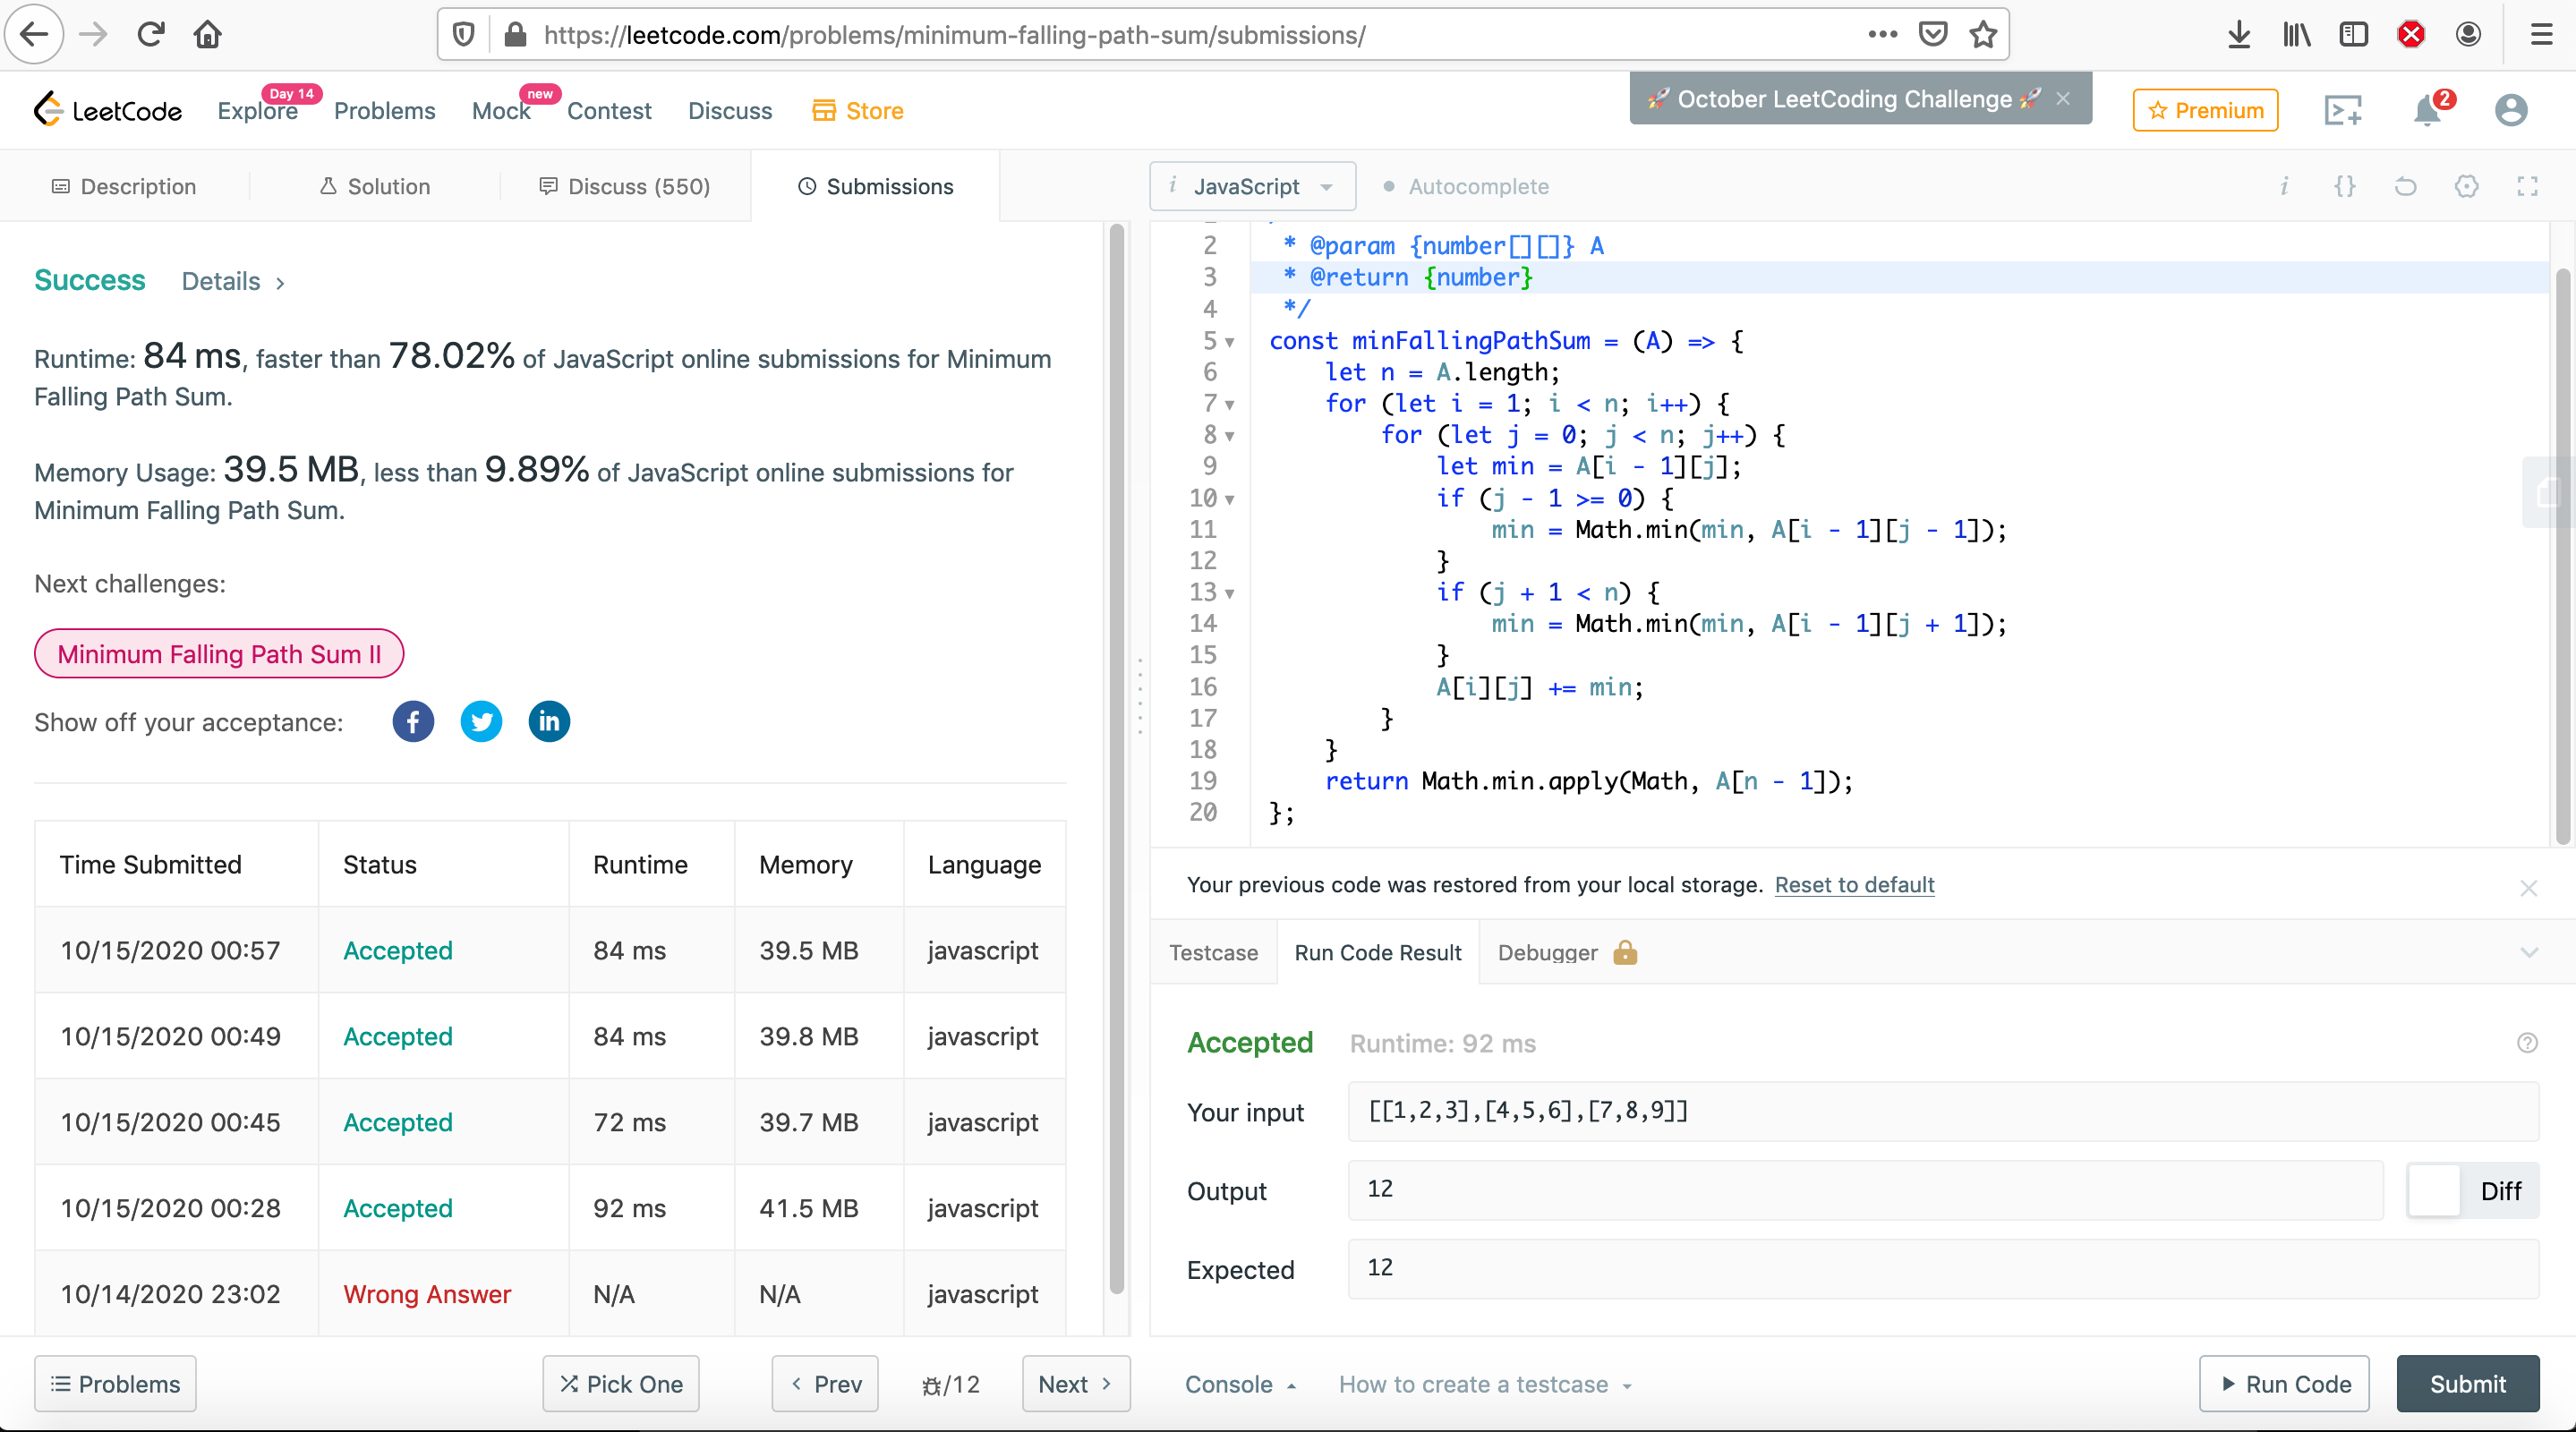 https://leetcode.com/problems/minimum-falling-path-sum/submissions/
LeetCode
Explore
Day 14
Problems
Mock
new
Contest
Discuss
Store
🚀 October LeetCoding Challenge 🚀
Premium
2
Description
Solution
Discuss (550)
Submissions
Success
Details
Runtime: 84 ms, faster than 78.02% of JavaScript online submissions for Minimum
Falling Path Sum.
Memory Usage: 39.5 MB, less than 9.89% of JavaScript online submissions for
Minimum Falling Path Sum.
Next challenges:
Minimum Falling Path Sum II
Show off your acceptance:
Time Submitted Status Runtime Memory Language
10/15/2020 00:57 Accepted 84 ms 39.5 MB javascript
10/15/2020 00:49 Accepted 84 ms 39.8 MB javascript
10/15/2020 00:45 Accepted 72 ms 39.7 MB javascript
10/15/2020 00:28 Accepted 92 ms 41.5 MB javascript
10/14/2020 23:02 Wrong Answer N/A N/A javascript
Problems
Pick One
Prev
/12
Next
i JavaScript
Autocomplete
i {}
2 * @param {number[][]} A
3 * @return {number}
4 */
5 const minFallingPathSum = (A) => {
6 let n = A.length;
7 for (let i = 1; i < n; i++) {
8 for (let j = 0; j < n; j++) {
9 let min = A[i - 1][j];
10 if (j - 1 >= 0) {
11 min = Math.min(min, A[i - 1][j - 1]);
12 }
13 if (j + 1 < n) {
14 min = Math.min(min, A[i - 1][j + 1]);
15 }
16 A[i][j] += min;
17 }
18 }
19 return Math.min.apply(Math, A[n - 1]);
20 };
Your previous code was restored from your local storage. Reset to default
Testcase
Run Code Result
Debugger
Accepted
Runtime: 92 ms
Your input
[[1,2,3],[4,5,6],[7,8,9]]
Output
12
Diff
Expected
12
Console
How to create a testcase
Run Code
Submit